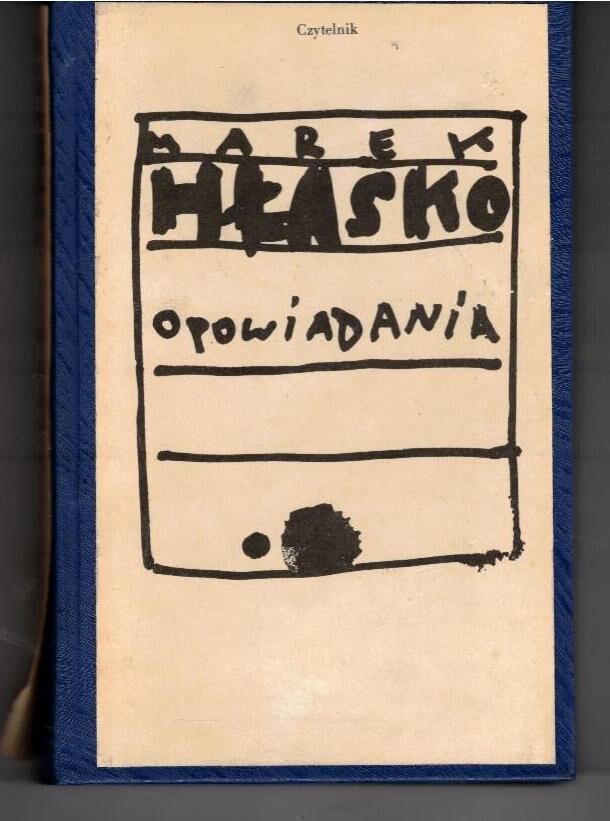 Czytelnik
MAREK
HŁASKO
OPOWiADANiA